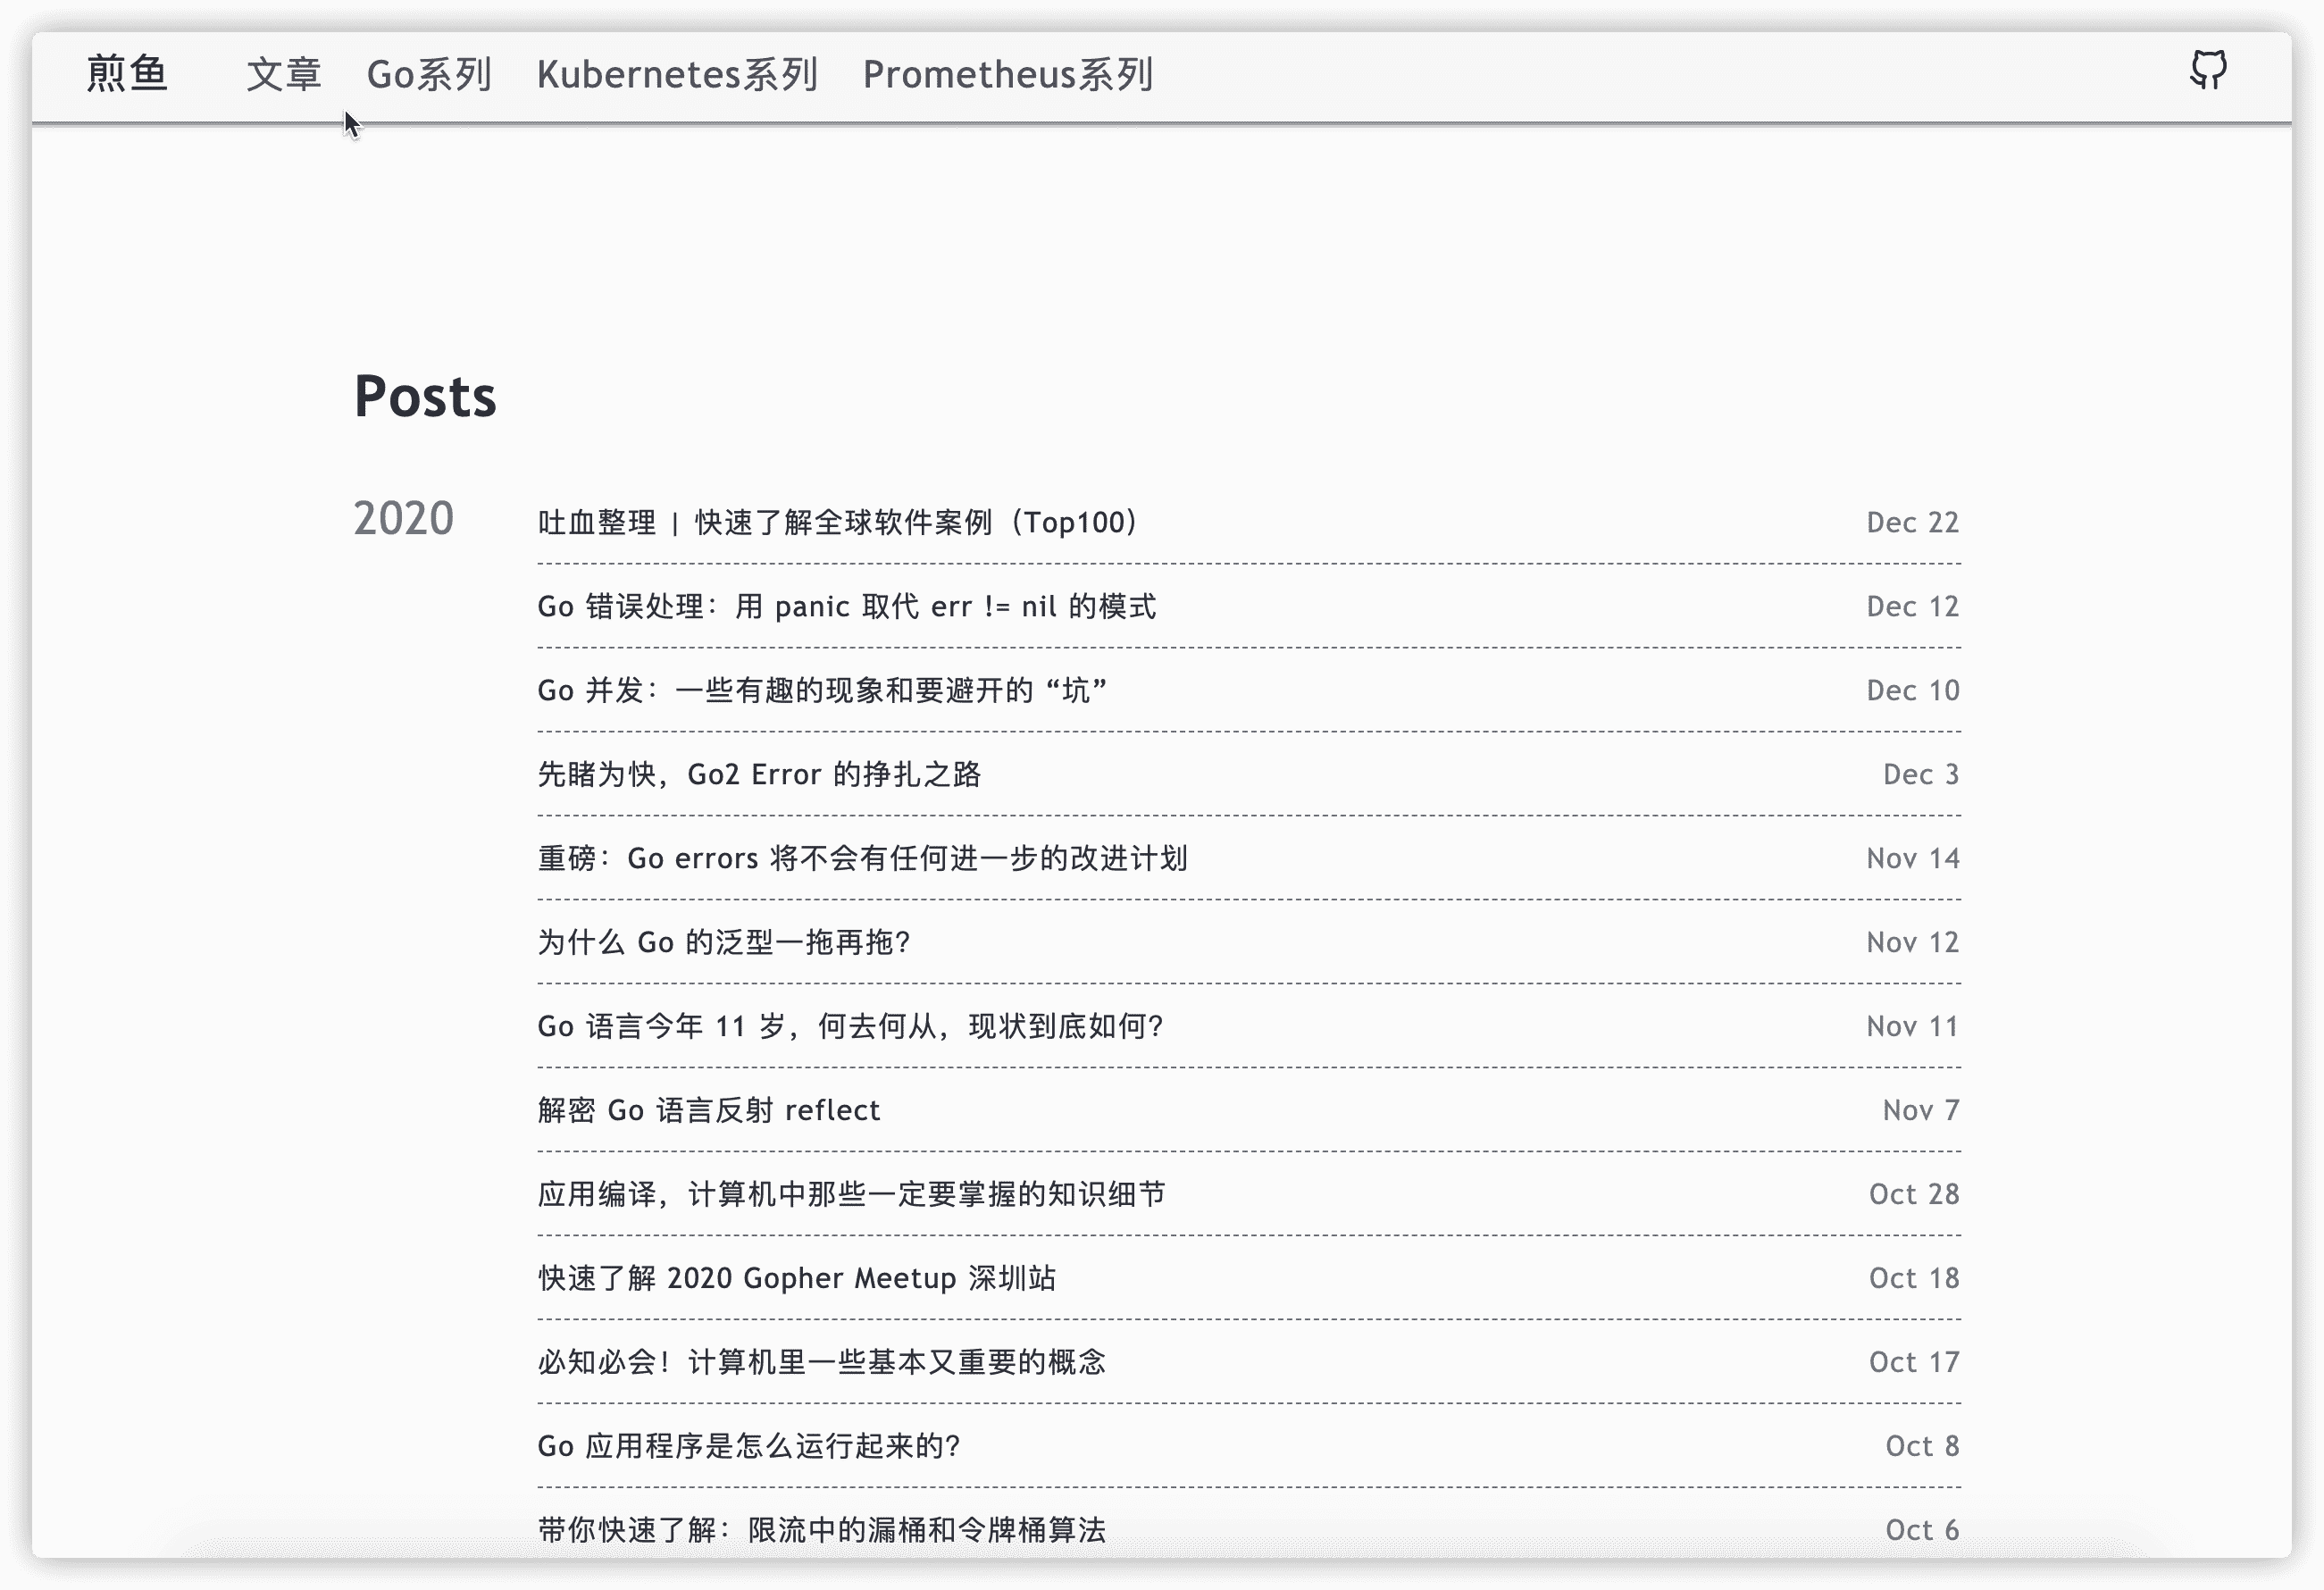 煎鱼 文章 Go系列 Kubernetes系列 Prometheus系列
Posts
2020
吐血整理 | 快速了解全球软件案例（Top100） Dec 22
Go 错误处理：用 panic 取代 err != nil 的模式 Dec 12
Go 并发：一些有趣的现象和要避开的 “坑” Dec 10
先睹为快，Go2 Error 的挣扎之路 Dec 3
重磅：Go errors 将不会有任何进一步的改进计划 Nov 14
为什么 Go 的泛型一拖再拖？ Nov 12
Go 语言今年 11 岁，何去何从，现状到底如何？ Nov 11
解密 Go 语言反射 reflect Nov 7
应用编译，计算机中那些一定要掌握的知识细节 Oct 28
快速了解 2020 Gopher Meetup 深圳站 Oct 18
必知必会！计算机里一些基本又重要的概念 Oct 17
Go 应用程序是怎么运行起来的？ Oct 8
带你快速了解：限流中的漏桶和令牌桶算法 Oct 6